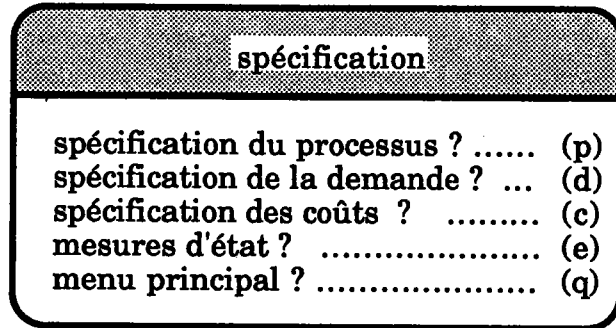 spécification
spécification du processus ? ...... (p)
spécification de la demande ? ... (d)
spécification des coûts ? ......... (c)
mesures d'état ? ...................... (e)
menu principal ? ...................... (q)